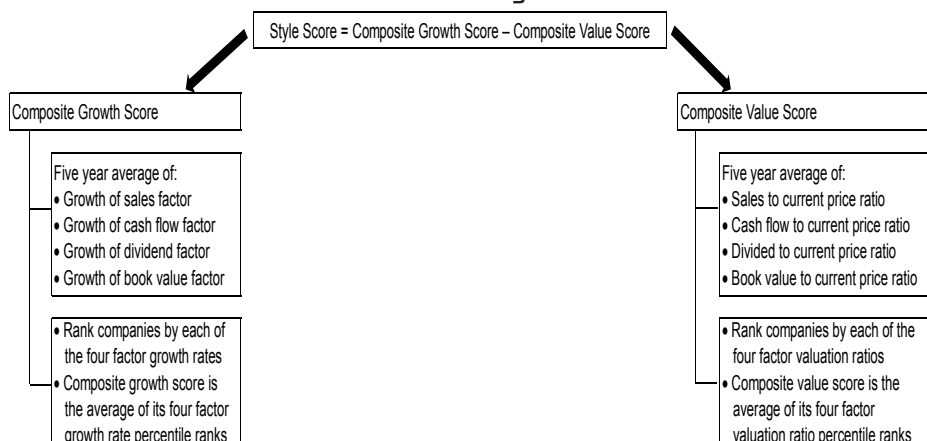 Style Score = Composite Growth Score – Composite Value Score
Composite Growth Score
Five year average of:
• Growth of sales factor
• Growth of cash flow factor
• Growth of dividend factor
• Growth of book value factor
• Rank companies by each of
the four factor growth rates
• Composite growth score is
the average of its four factor
growth rate percentile ranks
Composite Value Score
Five year average of:
• Sales to current price ratio
• Cash flow to current price ratio
• Divided to current price ratio
• Book value to current price ratio
• Rank companies by each of the
four factor valuation ratios
• Composite value score is the
average of its four factor
valuation ratio percentile ranks